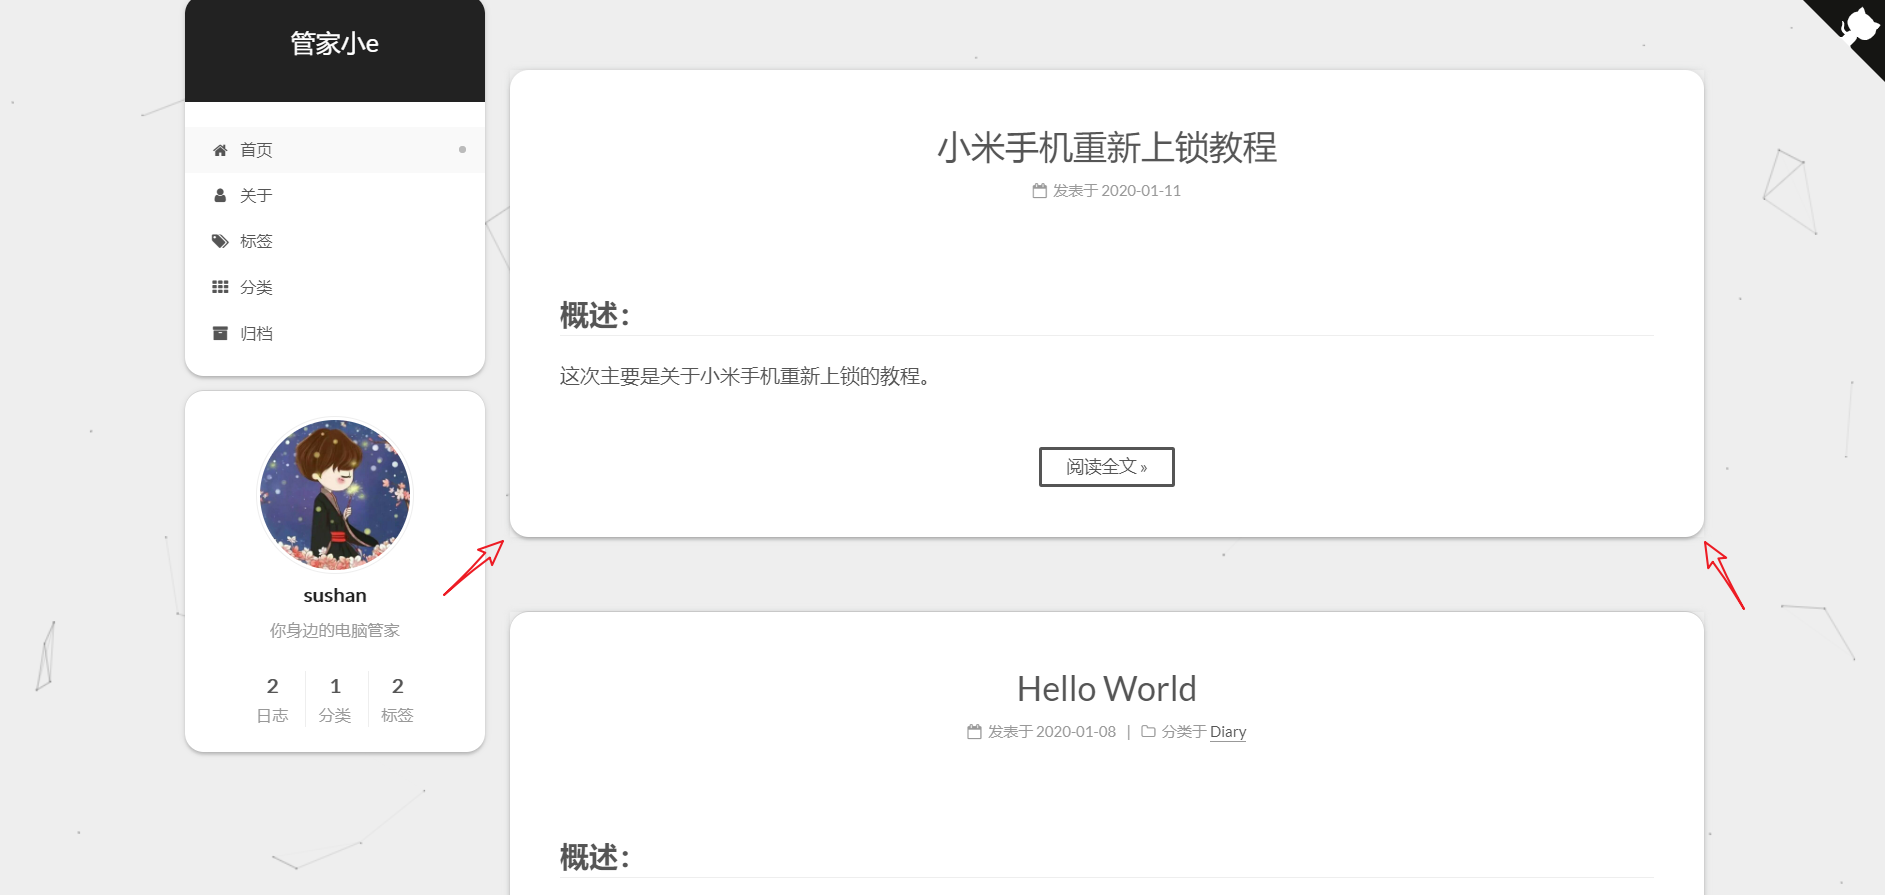 管家小e
首页
关于
标签
分类
归档
sushan
你身边的电脑管家
2 1 2
日志 分类 标签
小米手机重新上锁教程
发表于 2020-01-11
概述：
这次主要是关于小米手机重新上锁的教程。
阅读全文 »
Hello World
发表于 2020-01-08 | 分类于 Diary
概述：